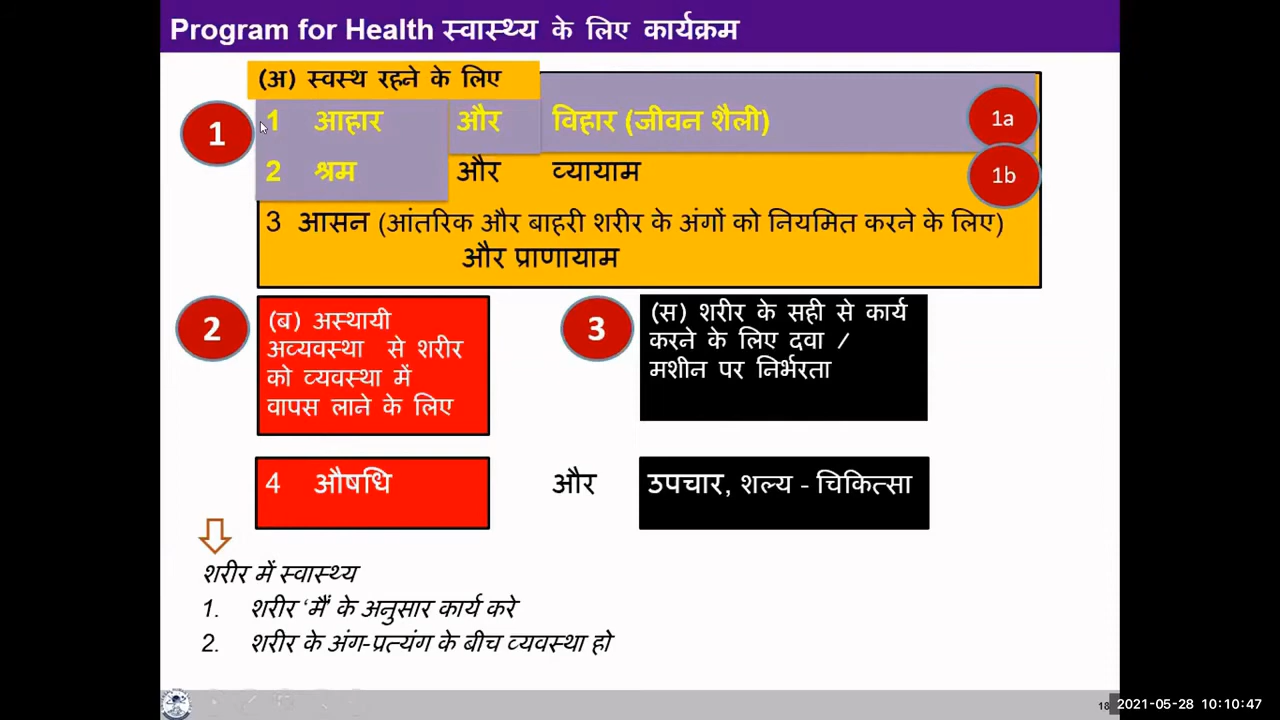 Program for Health स्वास्थ्य के लिए कार्यक्रम
(अ) स्वस्थ रहने के लिए
1
1 आहार और विहार (जीवन शैली)
1a
2 श्रम और व्यायाम
1b
3 आसन (आंतरिक और बाहरी शरीर के अंगों को नियमित करने के लिए)
और प्राणायाम
2
(ब) अस्थायी
अव्यवस्था से शरीर
को व्यवस्था में
वापस लाने के लिए
3
(स) शरीर के सही से कार्य
करने के लिए दवा /
मशीन पर निर्भरता
4 औषधि और उपचार, शल्य - चिकित्सा
शरीर में स्वास्थ्य
1. शरीर ‘मैं’ के अनुसार कार्य करे
2. शरीर के अंग-प्रत्यंग के बीच व्यवस्था हो
18
2021-05-28 10:10:47